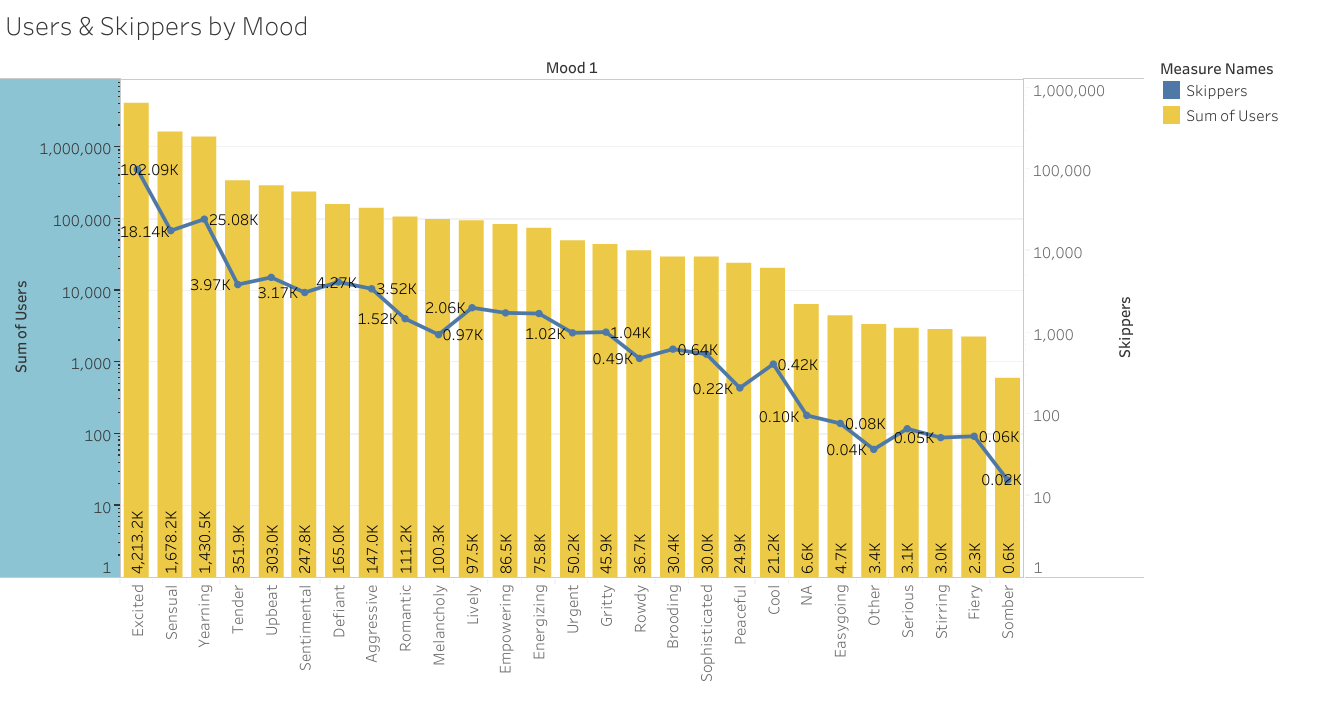 Users & Skippers by Mood
Mood 1
Measure Names
Skippers
Sum of Users
Sum of Users
1,000,000
100,000
10,000
1,000
100
10
1
102.09K
18.14K
25.08K
3.97K
3.17K
4.27K
3.52K
1.52K
0.97K
2.06K
1.02K
1.04K
0.49K
0.64K
0.22K
0.42K
0.10K
0.08K
0.04K
0.05K
0.06K
0.02K
4,213.2K
1,678.2K
1,430.5K
351.9K
303.0K
247.8K
165.0K
147.0K
111.2K
100.3K
97.5K
86.5K
75.8K
50.2K
45.9K
36.7K
30.4K
30.0K
24.9K
21.2K
6.6K
4.7K
3.4K
3.1K
3.0K
2.3K
0.6K
1,000,000
100,000
10,000
1,000
100
10
1
Skippers
Excited
Sensual
Yearning
Tender
Upbeat
Sentimental
Defiant
Aggressive
Romantic
Melancholy
Lively
Empowering
Energizing
Urgent
Gritty
Rowdy
Brooding
Sophisticated
Peaceful
Cool
NA
Easygoing
Other
Serious
Stirring
Fiery
Somber